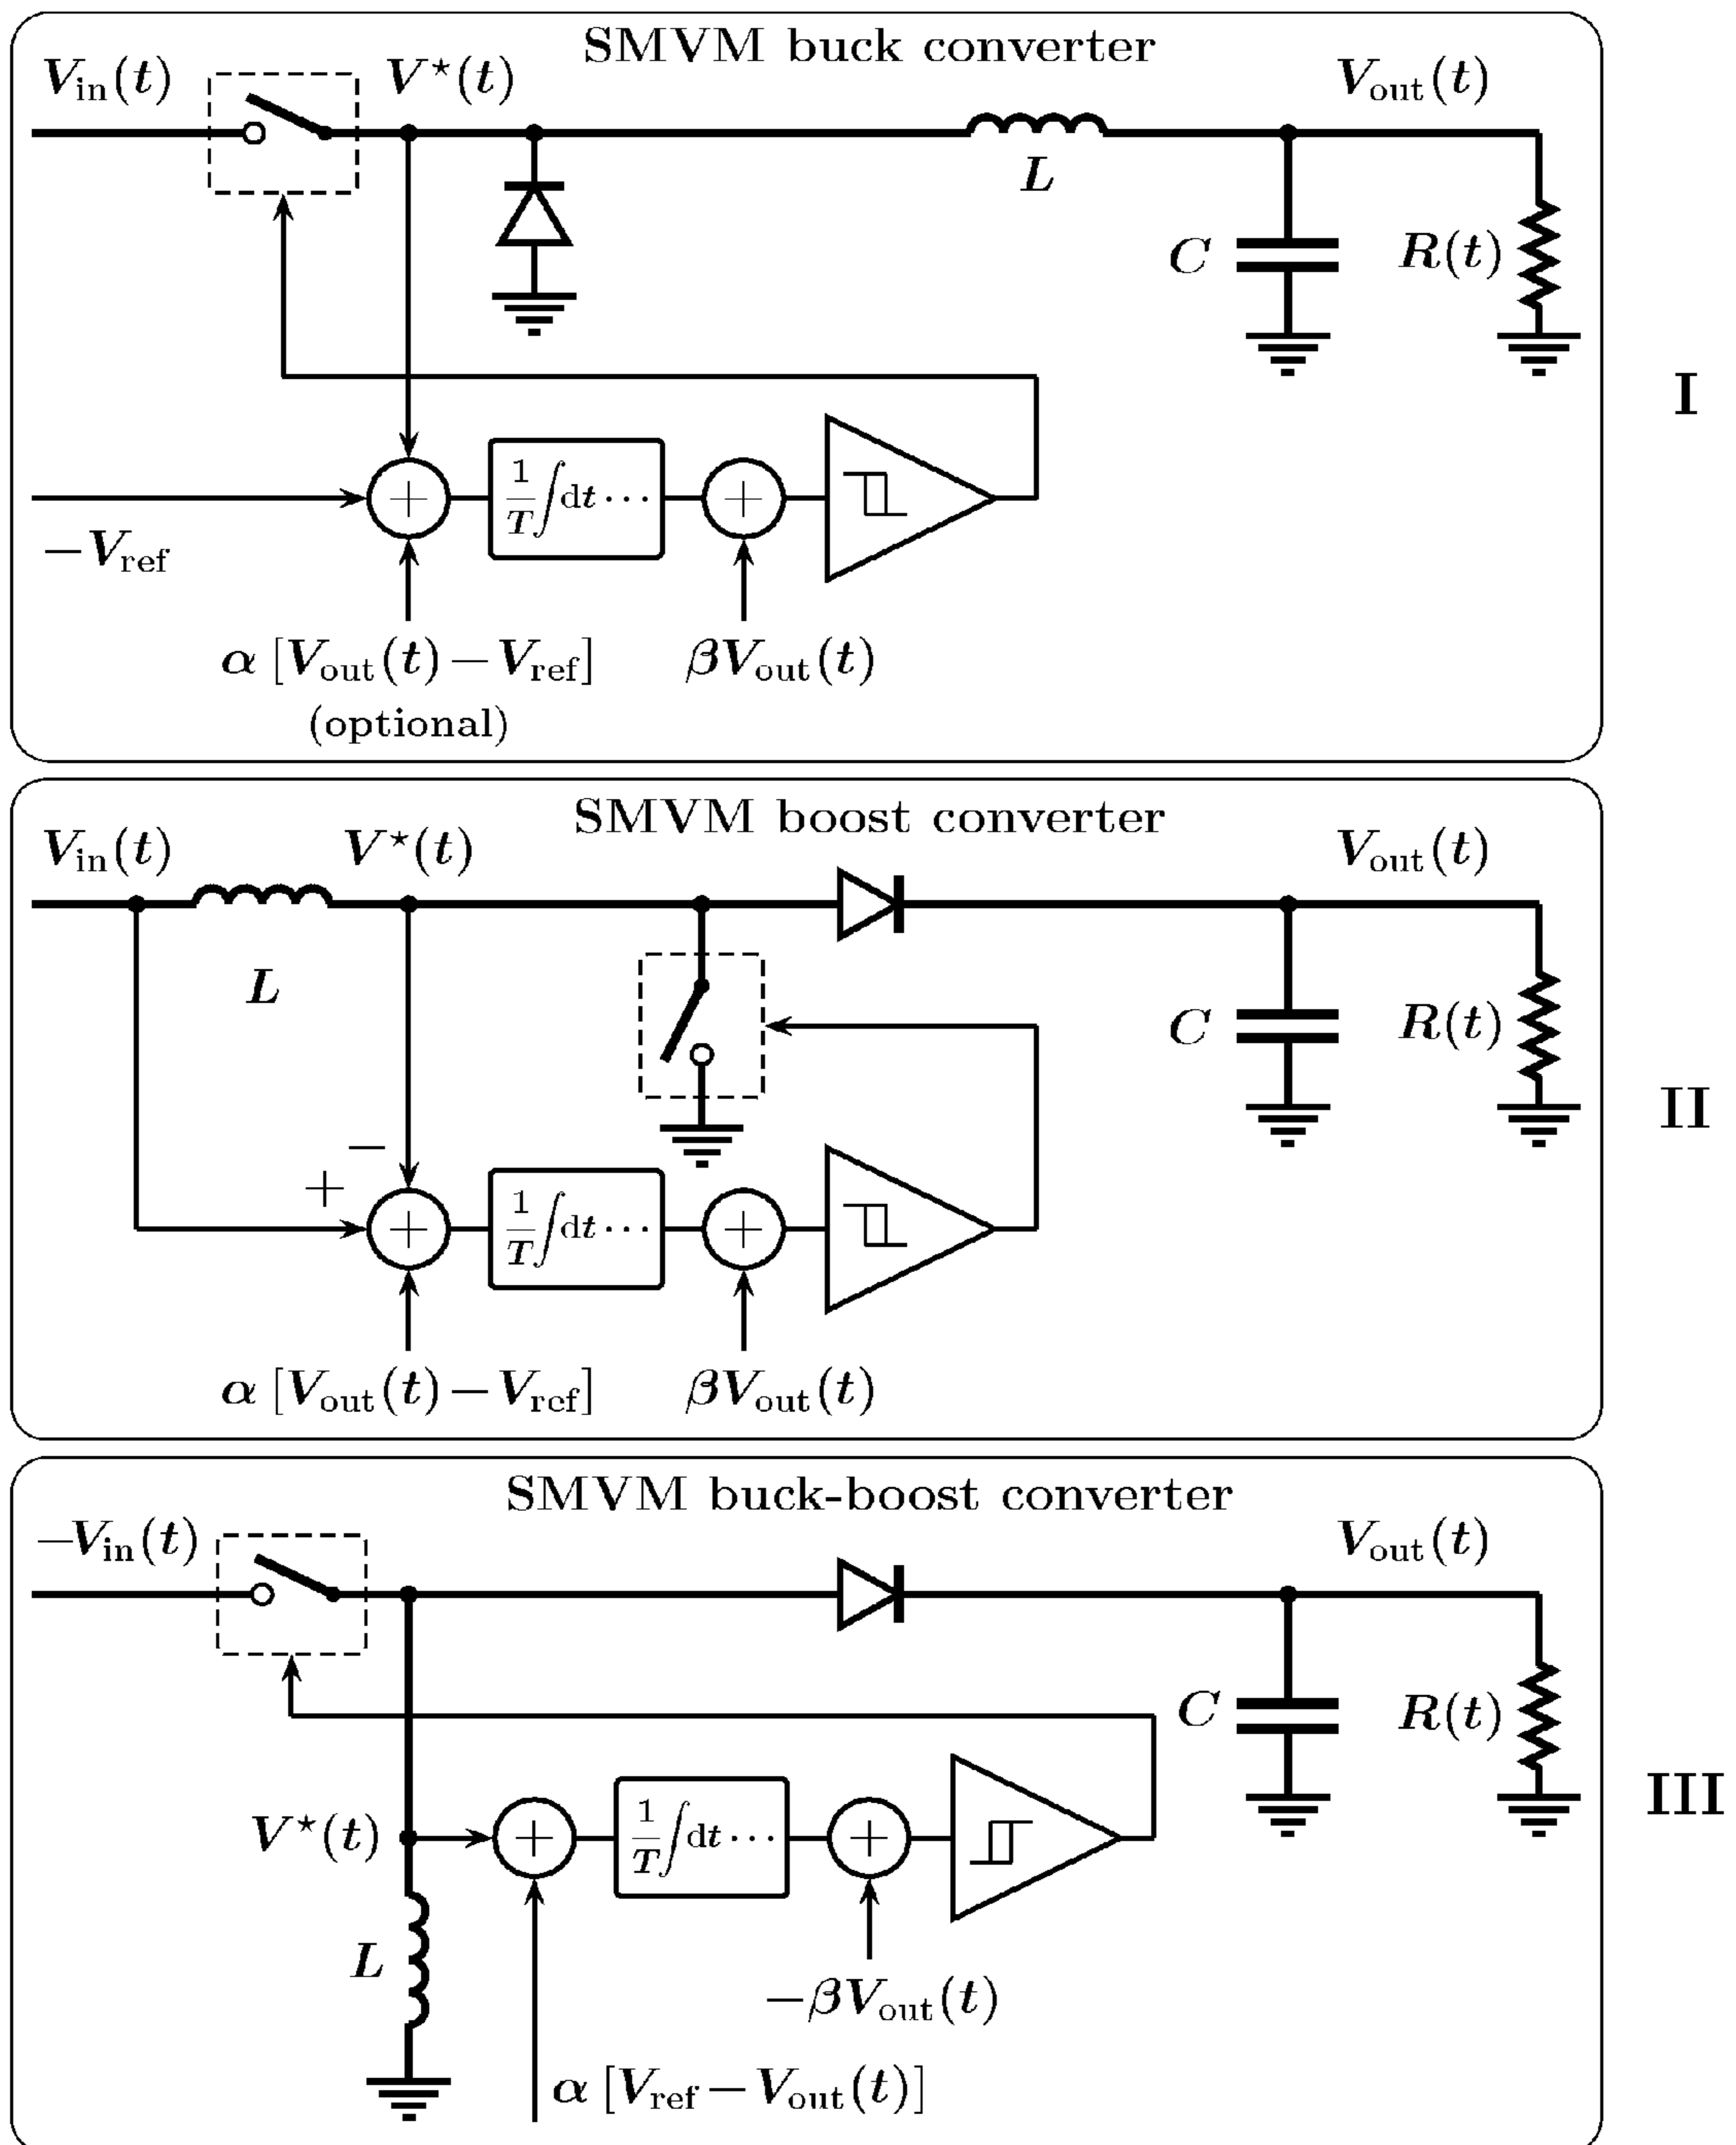 SMVM buck converter
V_in(t) V*(t) V_out(t)
L
C R(t)
I
1/T ∫dt···
+ +
−V_ref
α [V_out(t)−V_ref] βV_out(t)
(optional)
SMVM boost converter
V_in(t) V*(t) V_out(t)
L
C R(t)
II
−
+
1/T ∫dt···
+ +
α [V_out(t)−V_ref] βV_out(t)
SMVM buck-boost converter
−V_in(t) V_out(t)
C R(t)
III
1/T ∫dt···
V*(t) + +
L
−βV_out(t)
α [V_ref−V_out(t)]